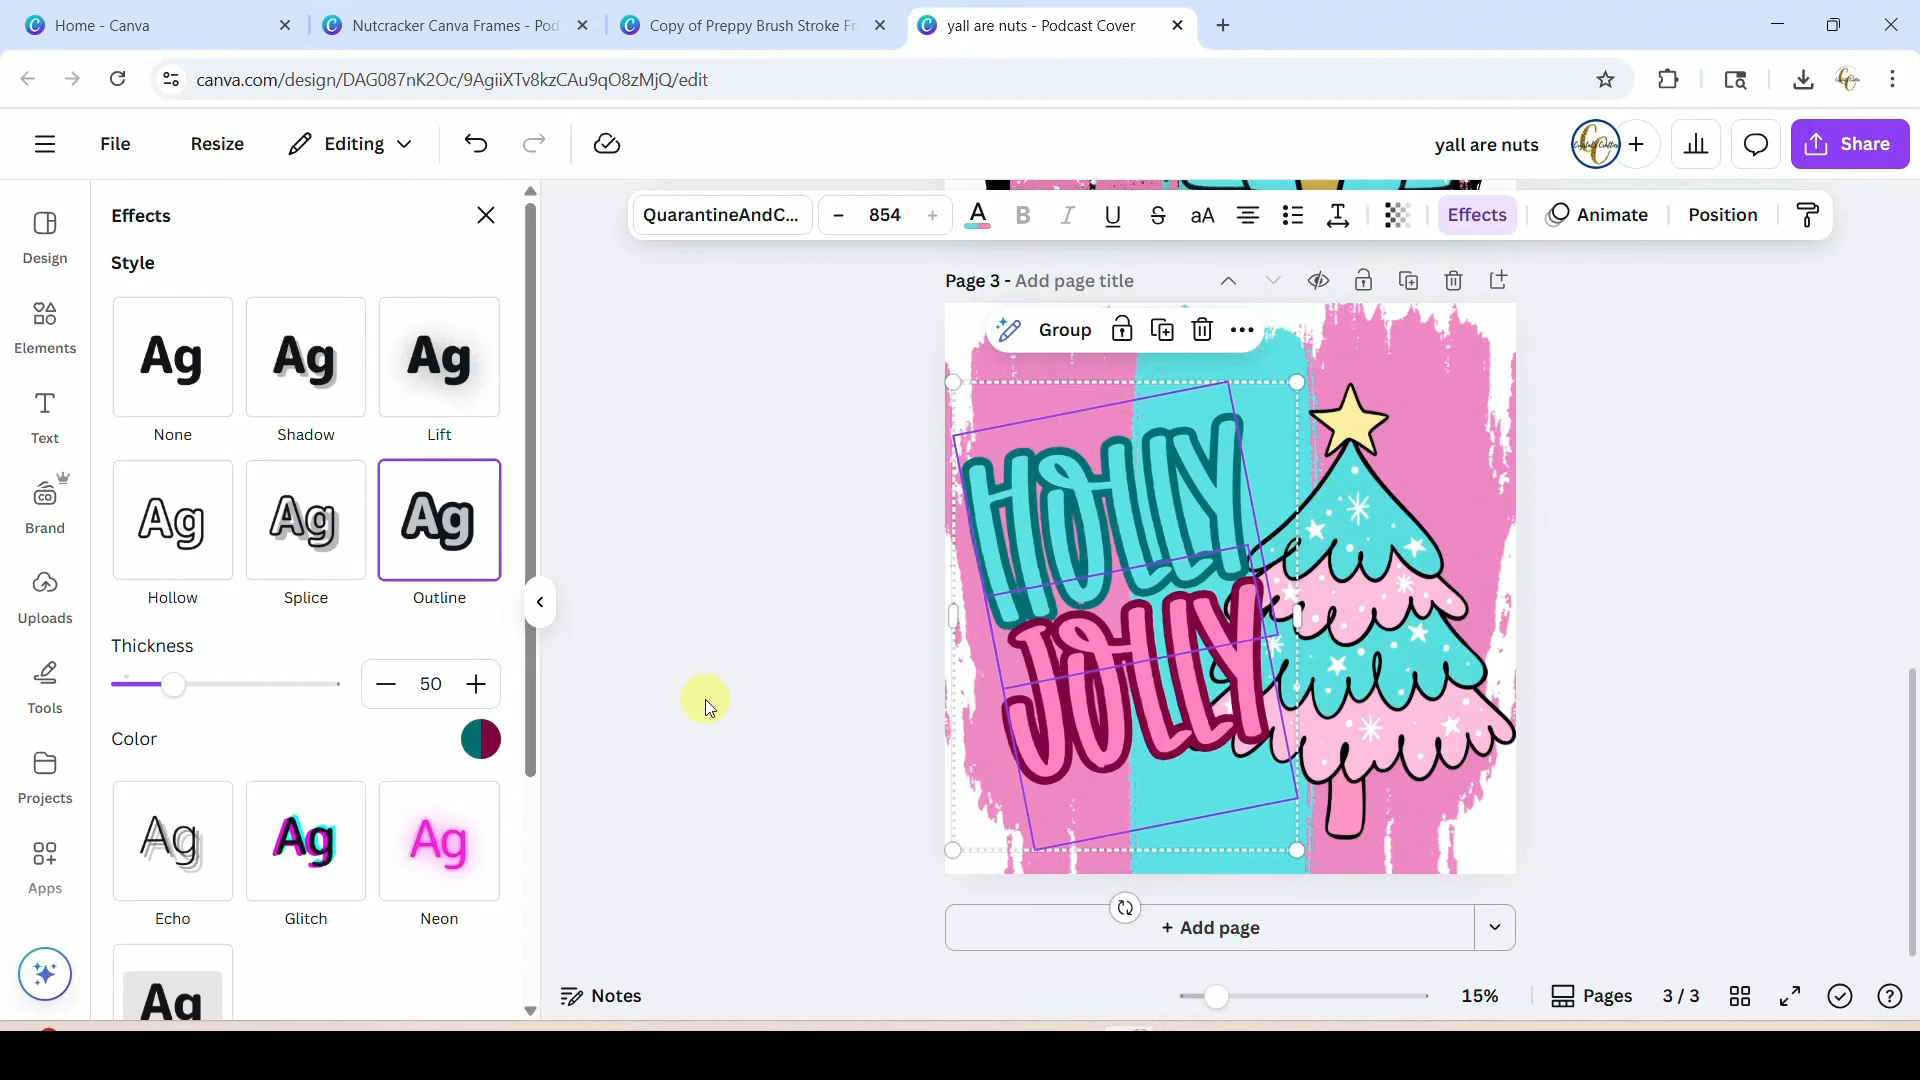 Home - Canva
Nutcracker Canva Frames - Pod
Copy of Preppy Brush Stroke Fr
yall are nuts - Podcast Cover
canva.com/design/DAG087nK2Oc/9AgiiXTv8kzCAu9qO8zMjQ/edit
File
Resize
Editing
yall are nuts
Share
Effects
QuarantineAndC...
854
A
B
I
U
S
aA
Effects
Animate
Position
Design
Elements
Text
Brand
Uploads
Tools
Projects
Apps
Style
Ag
Ag
Ag
None
Shadow
Lift
Ag
Ag
Ag
Hollow
Splice
Outline
Thickness
50
Color
Ag
Ag
Ag
Echo
Glitch
Neon
Ag
Page 3 - Add page title
Group
HOLLY
JOLLY
+ Add page
Notes
15%
Pages
3 / 3